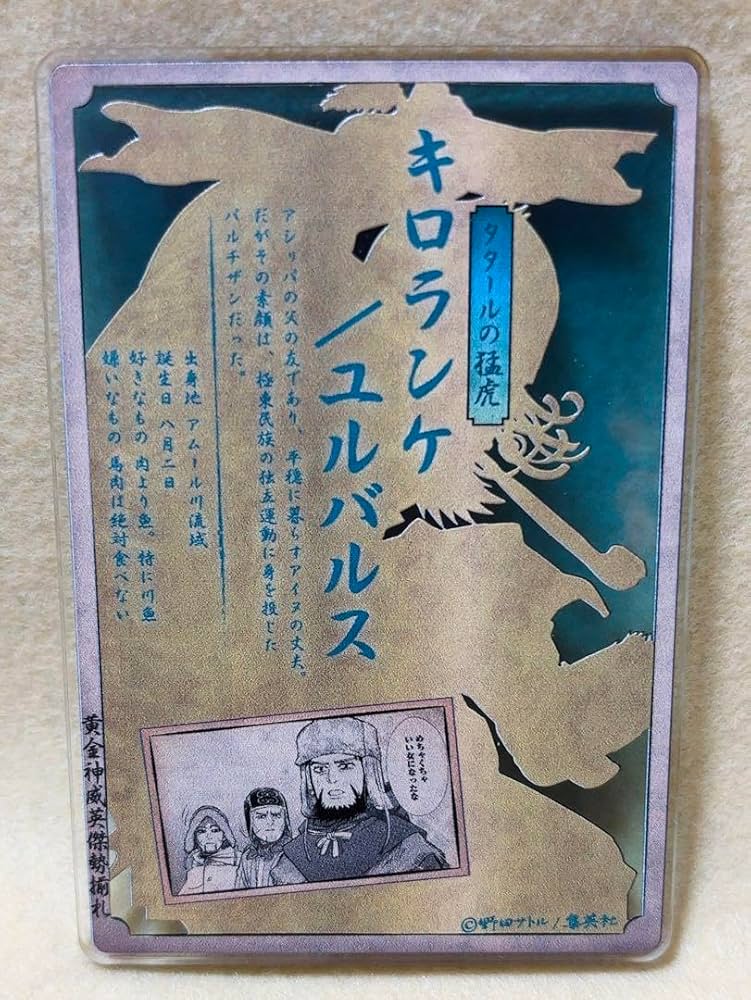 タタールの猛虎
キロランケ
/ユルバルス
アシㇼパの父の友であり、平穏に暮らすアイヌの丈夫。
だがその素顔は、極東民族の独立運動に身を投じた
パルチザンだった。
出身地 アムール川流域
誕生日 八月二日
好きなもの 肉より魚。特に川魚
嫌いなもの 馬肉は絶対食べない
めちゃくちゃ
いい女になったな
黄金神威英傑勢揃札
©野田サトル/集英社